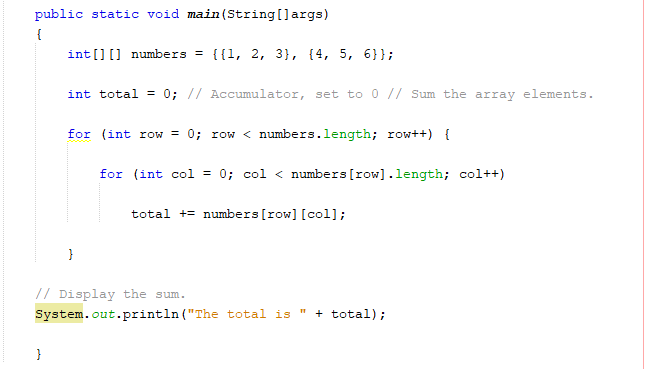 public static void main(String[]args)
{
int[][] numbers = {{1, 2, 3}, {4, 5, 6}};
int total = 0; // Accumulator, set to 0 // Sum the array elements.
for (int row = 0; row < numbers.length; row++) {
for (int col = 0; col < numbers[row].length; col++)
total += numbers[row][col];
}
// Display the sum.
System.out.println("The total is " + total);
}